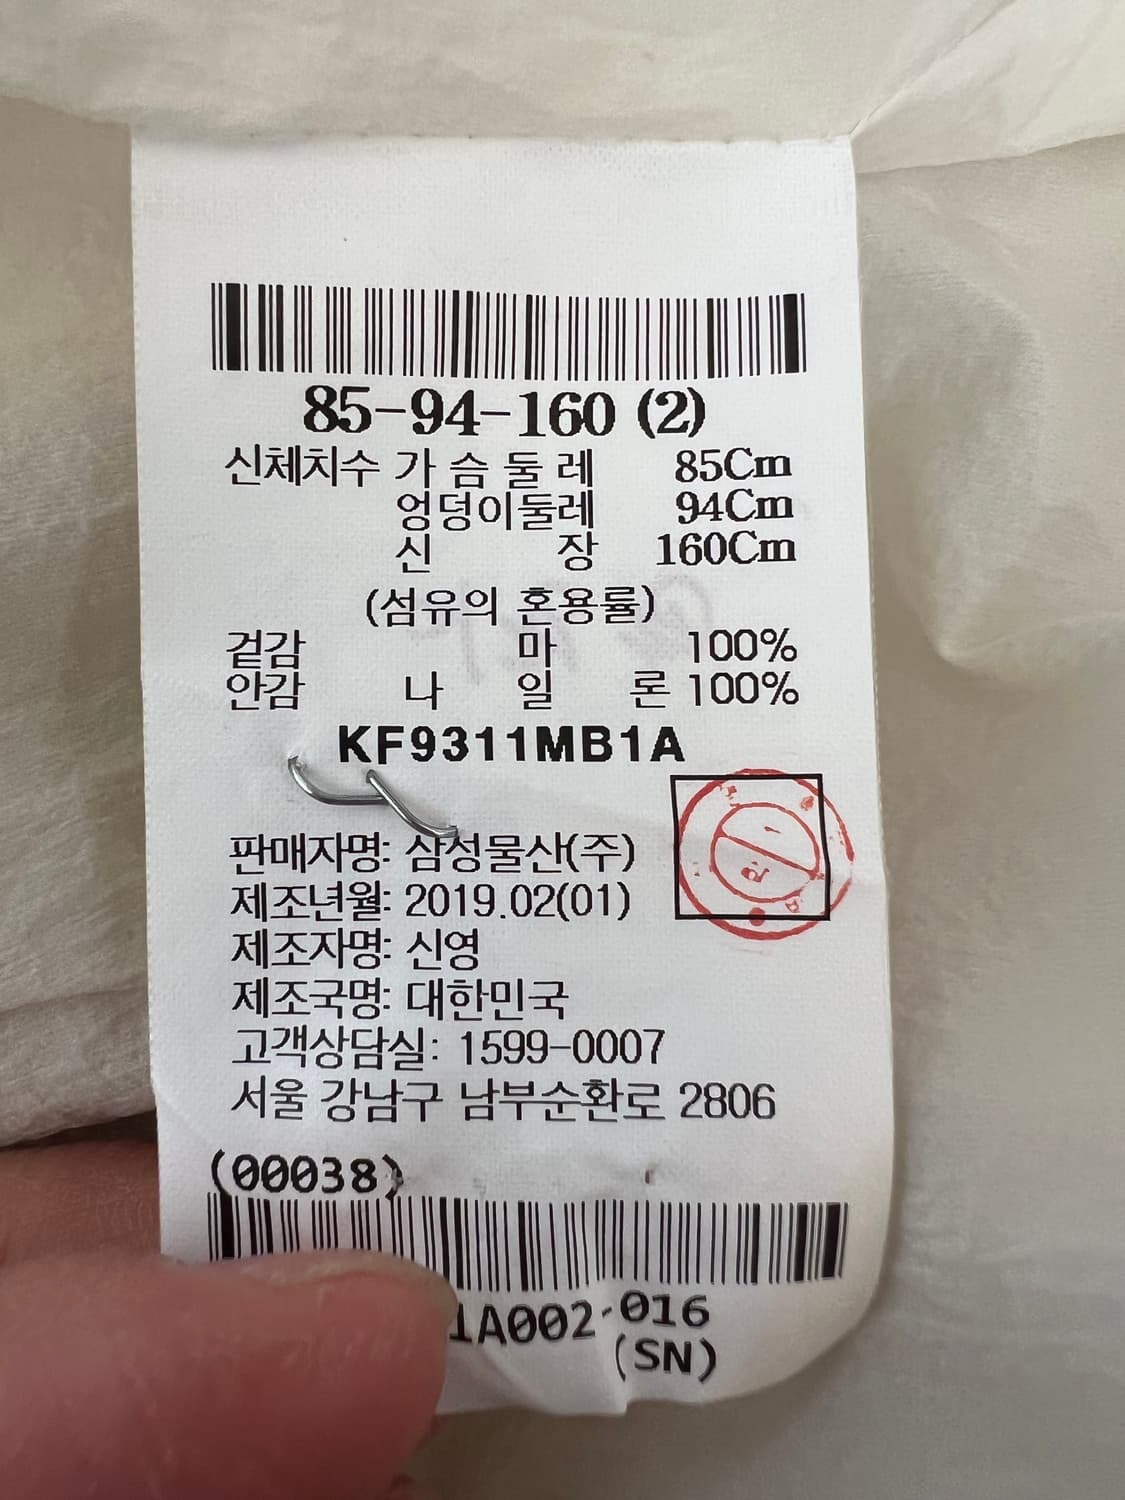 85-94-160 (2)
신체치수 가 슴 둘 레 85Cm
엉덩이둘레 94Cm
신 장 160Cm
(섬유의 혼용률)
겉감 마 100%
안감 나 일 론 100%
KF9311MB1A
판매자명: 삼성물산(주)
제조년월: 2019.02(01)
제조자명: 신영
제조국명: 대한민국
고객상담실: 1599-0007
서울 강남구 남부순환로 2806
(00038)
1A002-016
(SN)